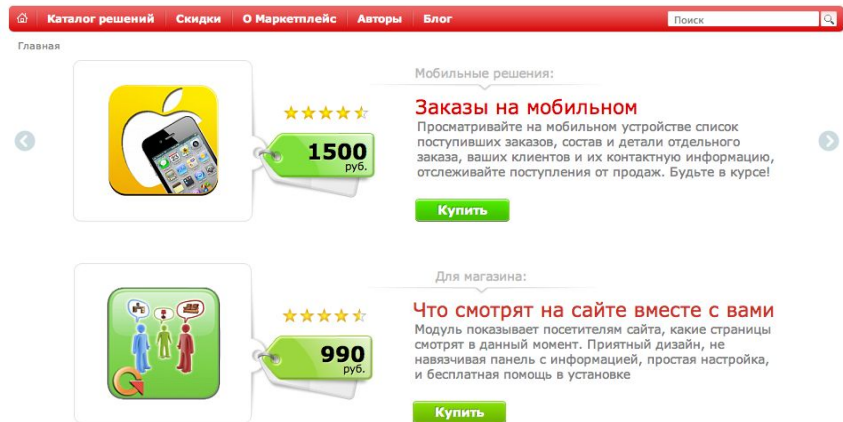 Каталог решений Скидки О Маркетплейс Авторы Блог Поиск
Главная
Мобильные решения:
Заказы на мобильном
Просматривайте на мобильном устройстве список
поступивших заказов, состав и детали отдельного
заказа, ваших клиентов и их контактную информацию,
отслеживайте поступления от продаж. Будьте в курсе!
1500
руб.
Купить
Для магазина:
Что смотрят на сайте вместе с вами
Модуль показывает посетителям сайта, какие страницы
смотрят в данный момент. Приятный дизайн, не
навязчивая панель с информацией, простая настройка,
и бесплатная помощь в установке
990
руб.
Купить